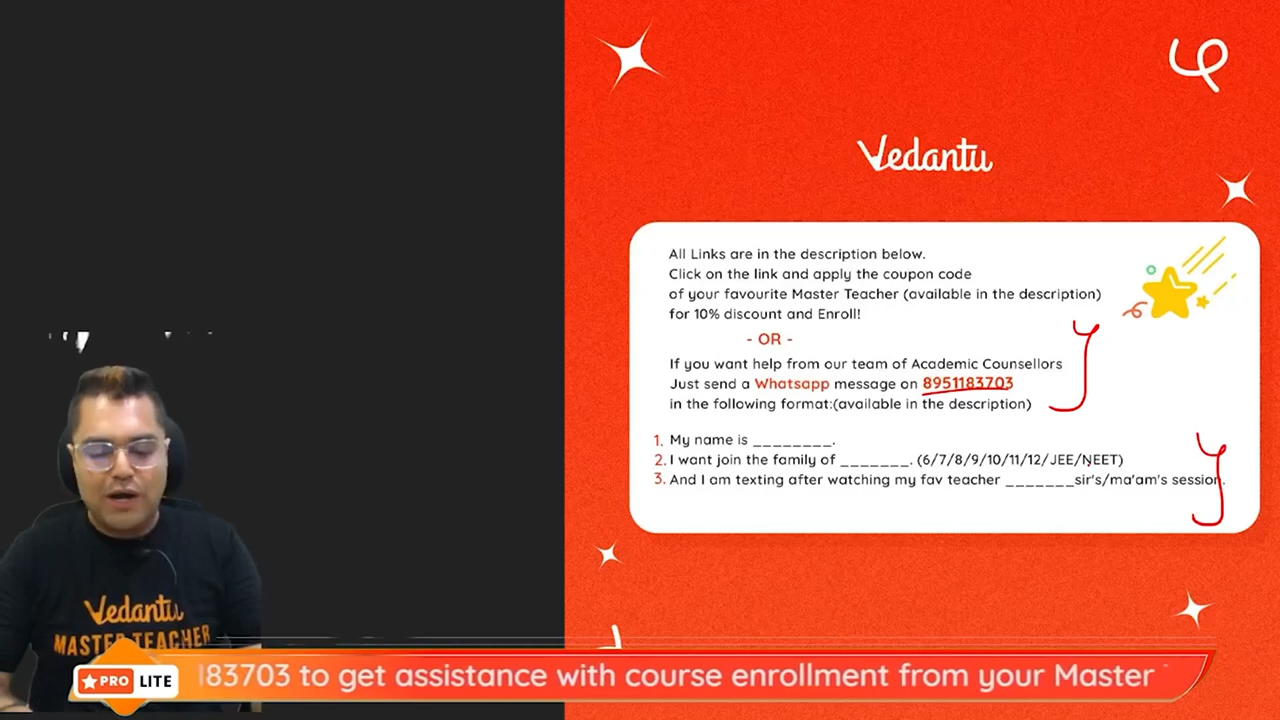 Vedantu
All Links are in the description below.
Click on the link and apply the coupon code
of your favourite Master Teacher (available in the description)
for 10% discount and Enroll!
- OR -
If you want help from our team of Academic Counsellors
Just send a Whatsapp message on 8951183703
in the following format:(available in the description)
1. My name is ________.
2. I want join the family of _______. (6/7/8/9/10/11/12/JEE/NEET)
3. And I am texting after watching my fav teacher _______sir's/ma'am's session.
Vedantu
MASTER TEACHER
PRO LITE
183703 to get assistance with course enrollment from your Master